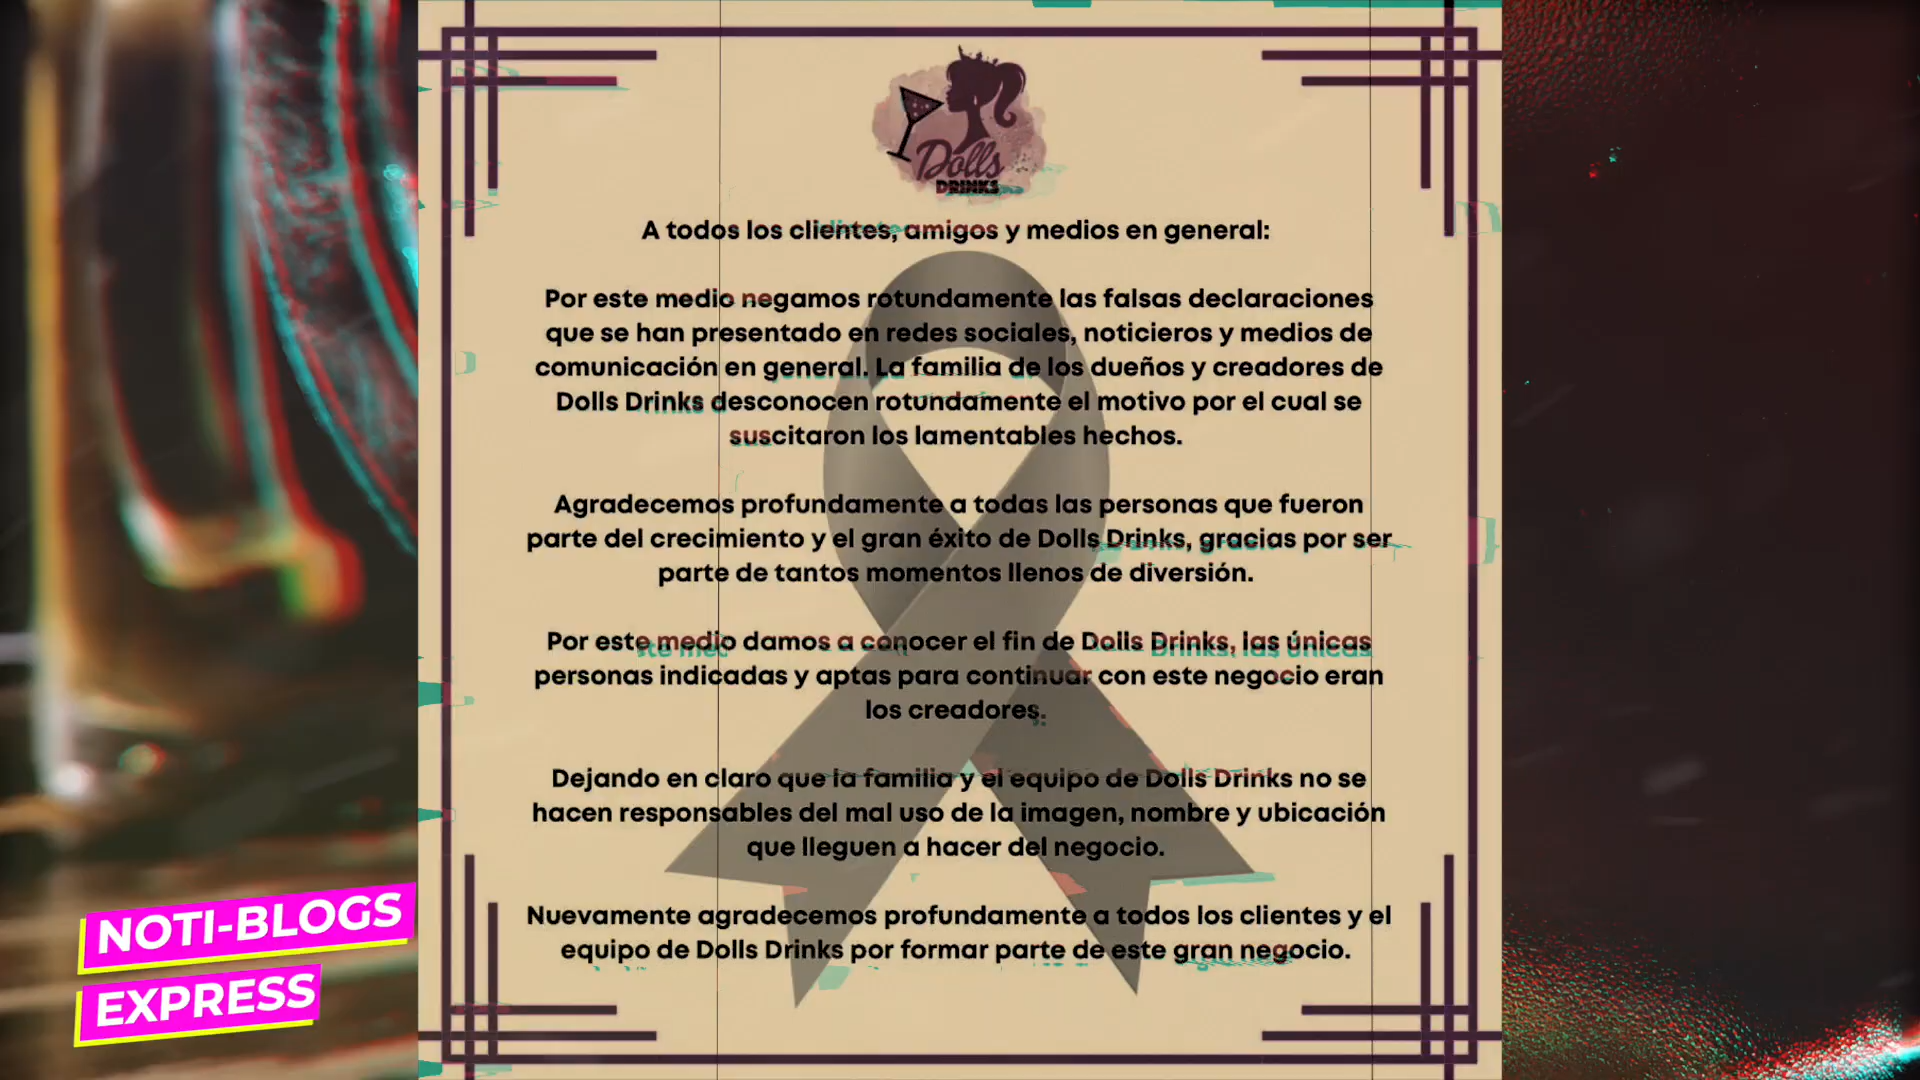 Dolls
DRINKS
A todos los clientes, amigos y medios en general:
Por este medio negamos rotundamente las falsas declaraciones
que se han presentado en redes sociales, noticieros y medios de
comunicación en general. La familia de los dueños y creadores de
Dolls Drinks desconocen rotundamente el motivo por el cual se
suscitaron los lamentables hechos.
Agradecemos profundamente a todas las personas que fueron
parte del crecimiento y el gran éxito de Dolls Drinks, gracias por ser
parte de tantos momentos llenos de diversión.
Por este medio damos a conocer el fin de Dolls Drinks, las únicas
personas indicadas y aptas para continuar con este negocio eran
los creadores.
Dejando en claro que la familia y el equipo de Dolls Drinks no se
hacen responsables del mal uso de la imagen, nombre y ubicación
que lleguen a hacer del negocio.
Nuevamente agradecemos profundamente a todos los clientes y el
equipo de Dolls Drinks por formar parte de este gran negocio.
NOTI-BLOGS
EXPRESS